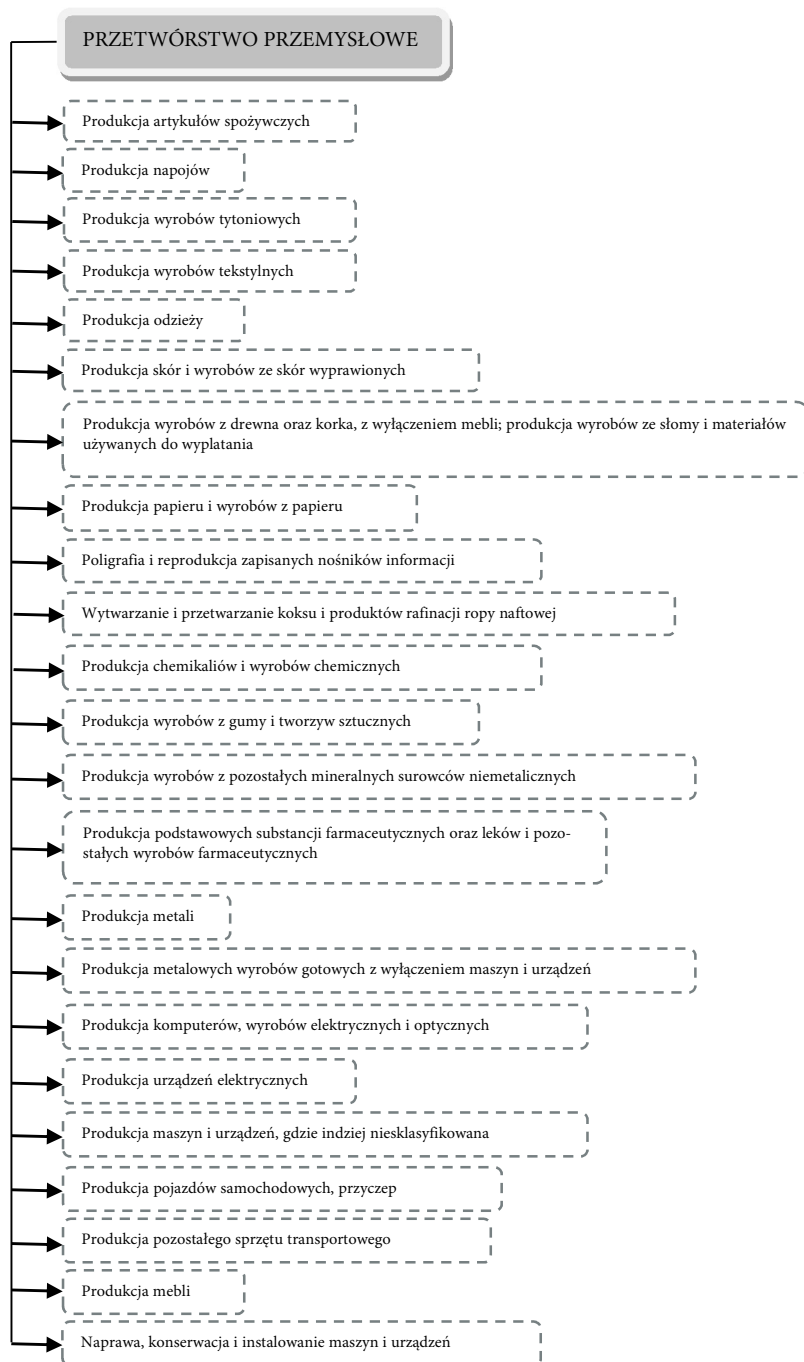 PRZETWÓRSTWO PRZEMYSŁOWE
Produkcja artykułów spożywczych
Produkcja napojów
Produkcja wyrobów tytoniowych
Produkcja wyrobów tekstylnych
Produkcja odzieży
Produkcja skór i wyrobów ze skór wyprawionych
Produkcja wyrobów z drewna oraz korka, z wyłączeniem mebli; produkcja wyrobów ze słomy i materiałów
używanych do wyplatania
Produkcja papieru i wyrobów z papieru
Poligrafia i reprodukcja zapisanych nośników informacji
Wytwarzanie i przetwarzanie koksu i produktów rafinacji ropy naftowej
Produkcja chemikaliów i wyrobów chemicznych
Produkcja wyrobów z gumy i tworzyw sztucznych
Produkcja wyrobów z pozostałych mineralnych surowców niemetalicznych
Produkcja podstawowych substancji farmaceutycznych oraz leków i pozo-
stałych wyrobów farmaceutycznych
Produkcja metali
Produkcja metalowych wyrobów gotowych z wyłączeniem maszyn i urządzeń
Produkcja komputerów, wyrobów elektrycznych i optycznych
Produkcja urządzeń elektrycznych
Produkcja maszyn i urządzeń, gdzie indziej niesklasyfikowana
Produkcja pojazdów samochodowych, przyczep
Produkcja pozostałego sprzętu transportowego
Produkcja mebli
Naprawa, konserwacja i instalowanie maszyn i urządzeń